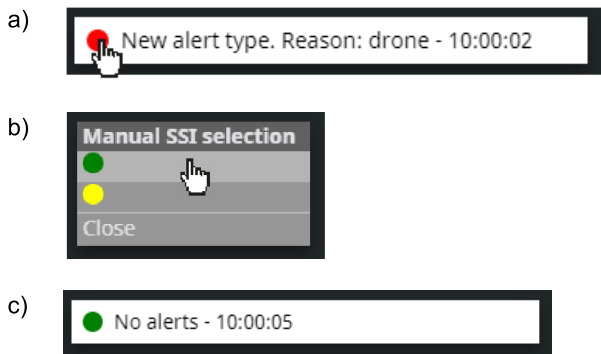 a)
New alert type. Reason: drone - 10:00:02
b)
Manual SSI selection
Close
c)
No alerts - 10:00:05